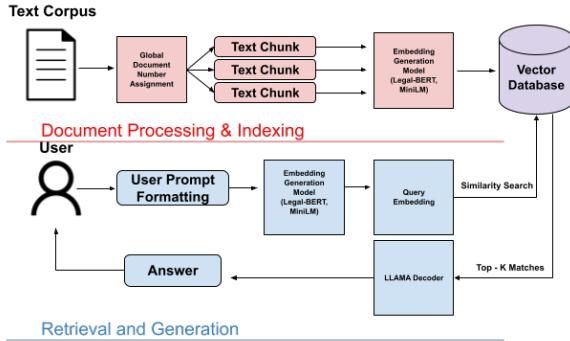 Text Corpus
Global
Document
Number
Assignment
Text Chunk
Text Chunk
Text Chunk
Embedding
Generation
Model
(Legal-BERT,
MiniLM)
Vector
Database
Document Processing & Indexing
User
User Prompt
Formatting
Embedding
Generation
Model
(Legal-BERT,
MiniLM)
Query
Embedding
Similarity Search
Answer
LLAMA Decoder
Top - K Matches
Retrieval and Generation